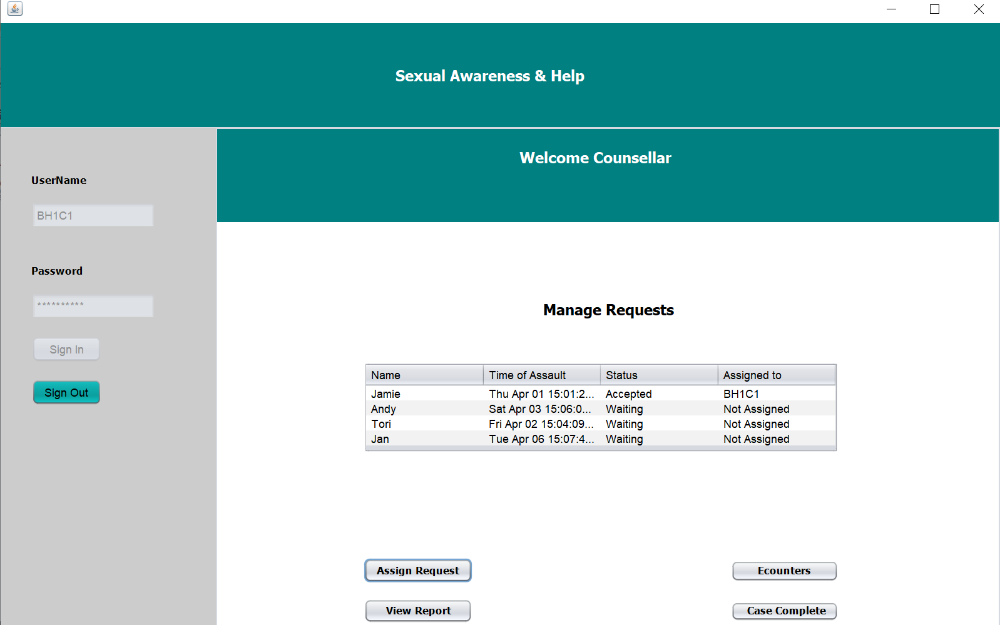 Sexual Awareness & Help
Welcome Counsellar
UserName
BH1C1
Password
**********
Sign In
Sign Out
Manage Requests
Name Time of Assault Status Assigned to
Jamie Thu Apr 01 15:01:2... Accepted BH1C1
Andy Sat Apr 03 15:06:0... Waiting Not Assigned
Tori Fri Apr 02 15:04:09... Waiting Not Assigned
Jan Tue Apr 06 15:07:4... Waiting Not Assigned
Assign Request Ecounters
View Report Case Complete